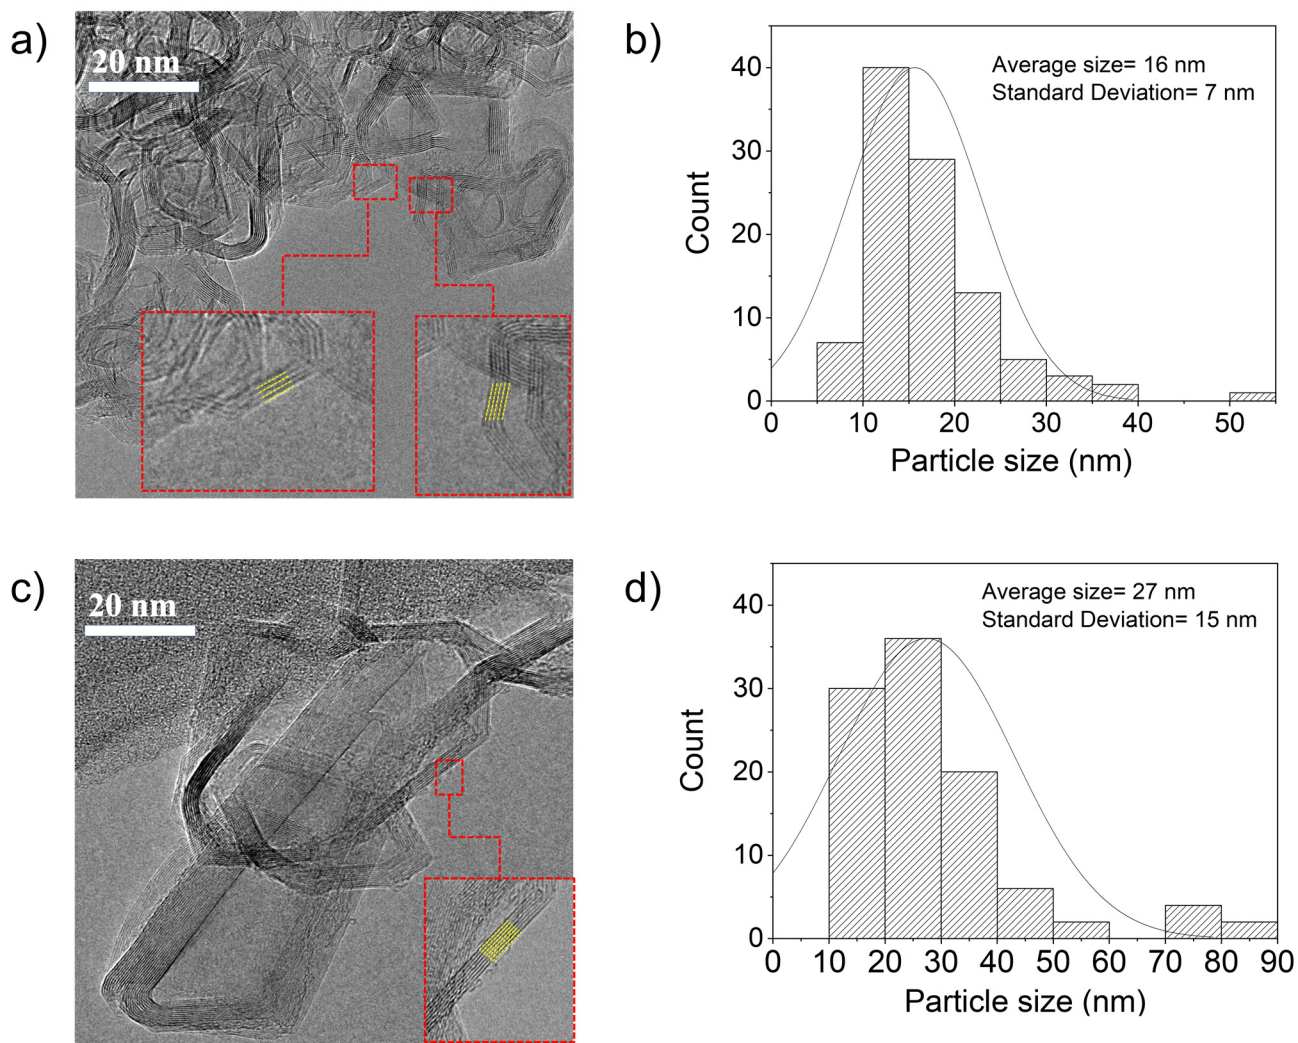 a)
20 nm
b)
Average size= 16 nm
Standard Deviation= 7 nm
Count
40
30
20
10
0
0 10 20 30 40 50
Particle size (nm)
c)
20 nm
d)
Average size= 27 nm
Standard Deviation= 15 nm
Count
40
30
20
10
0
0 10 20 30 40 50 60 70 80 90
Particle size (nm)